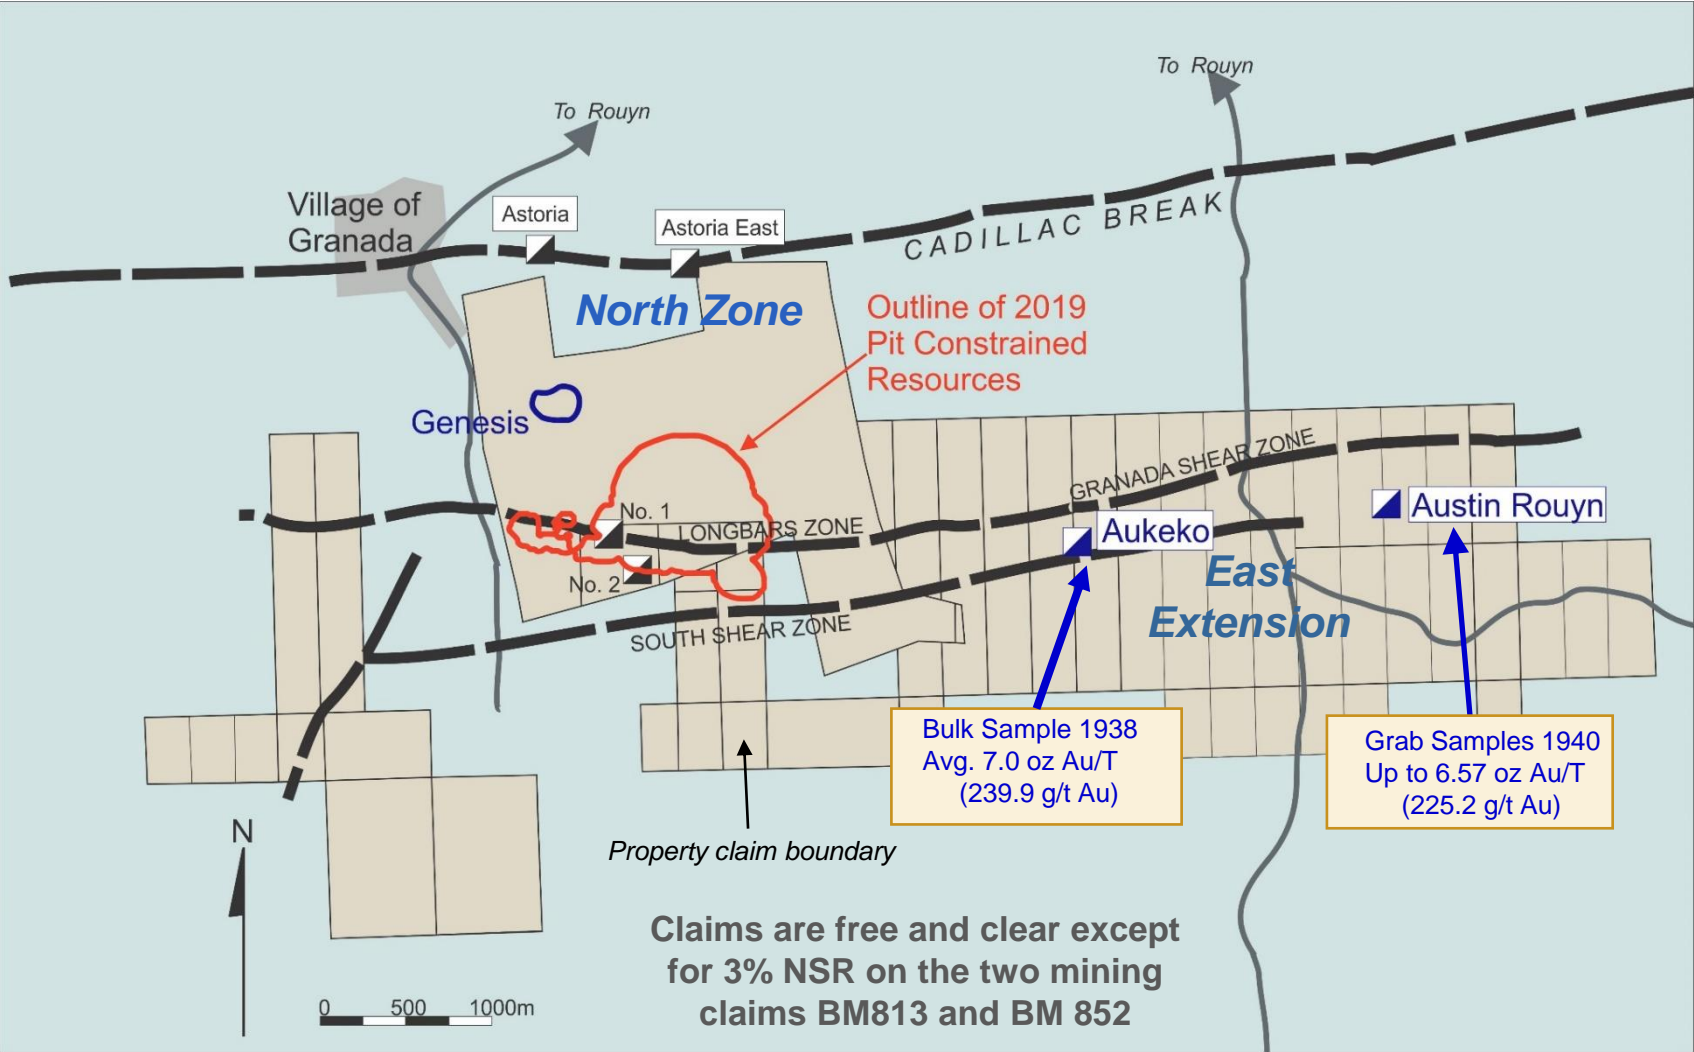 To Rouyn
To Rouyn
Village of
Granada
Astoria
Astoria East
CADILLAC BREAK
North Zone
Outline of 2019
Pit Constrained
Resources
Genesis
GRANADA SHEAR ZONE
No. 1
LONGBARS ZONE
Austin Rouyn
Aukeko
No. 2
East
Extension
SOUTH SHEAR ZONE
Bulk Sample 1938
Avg. 7.0 oz Au/T
(239.9 g/t Au)
Grab Samples 1940
Up to 6.57 oz Au/T
(225.2 g/t Au)
N
Property claim boundary
Claims are free and clear except
for 3% NSR on the two mining
claims BM813 and BM 852
0 500 1000m